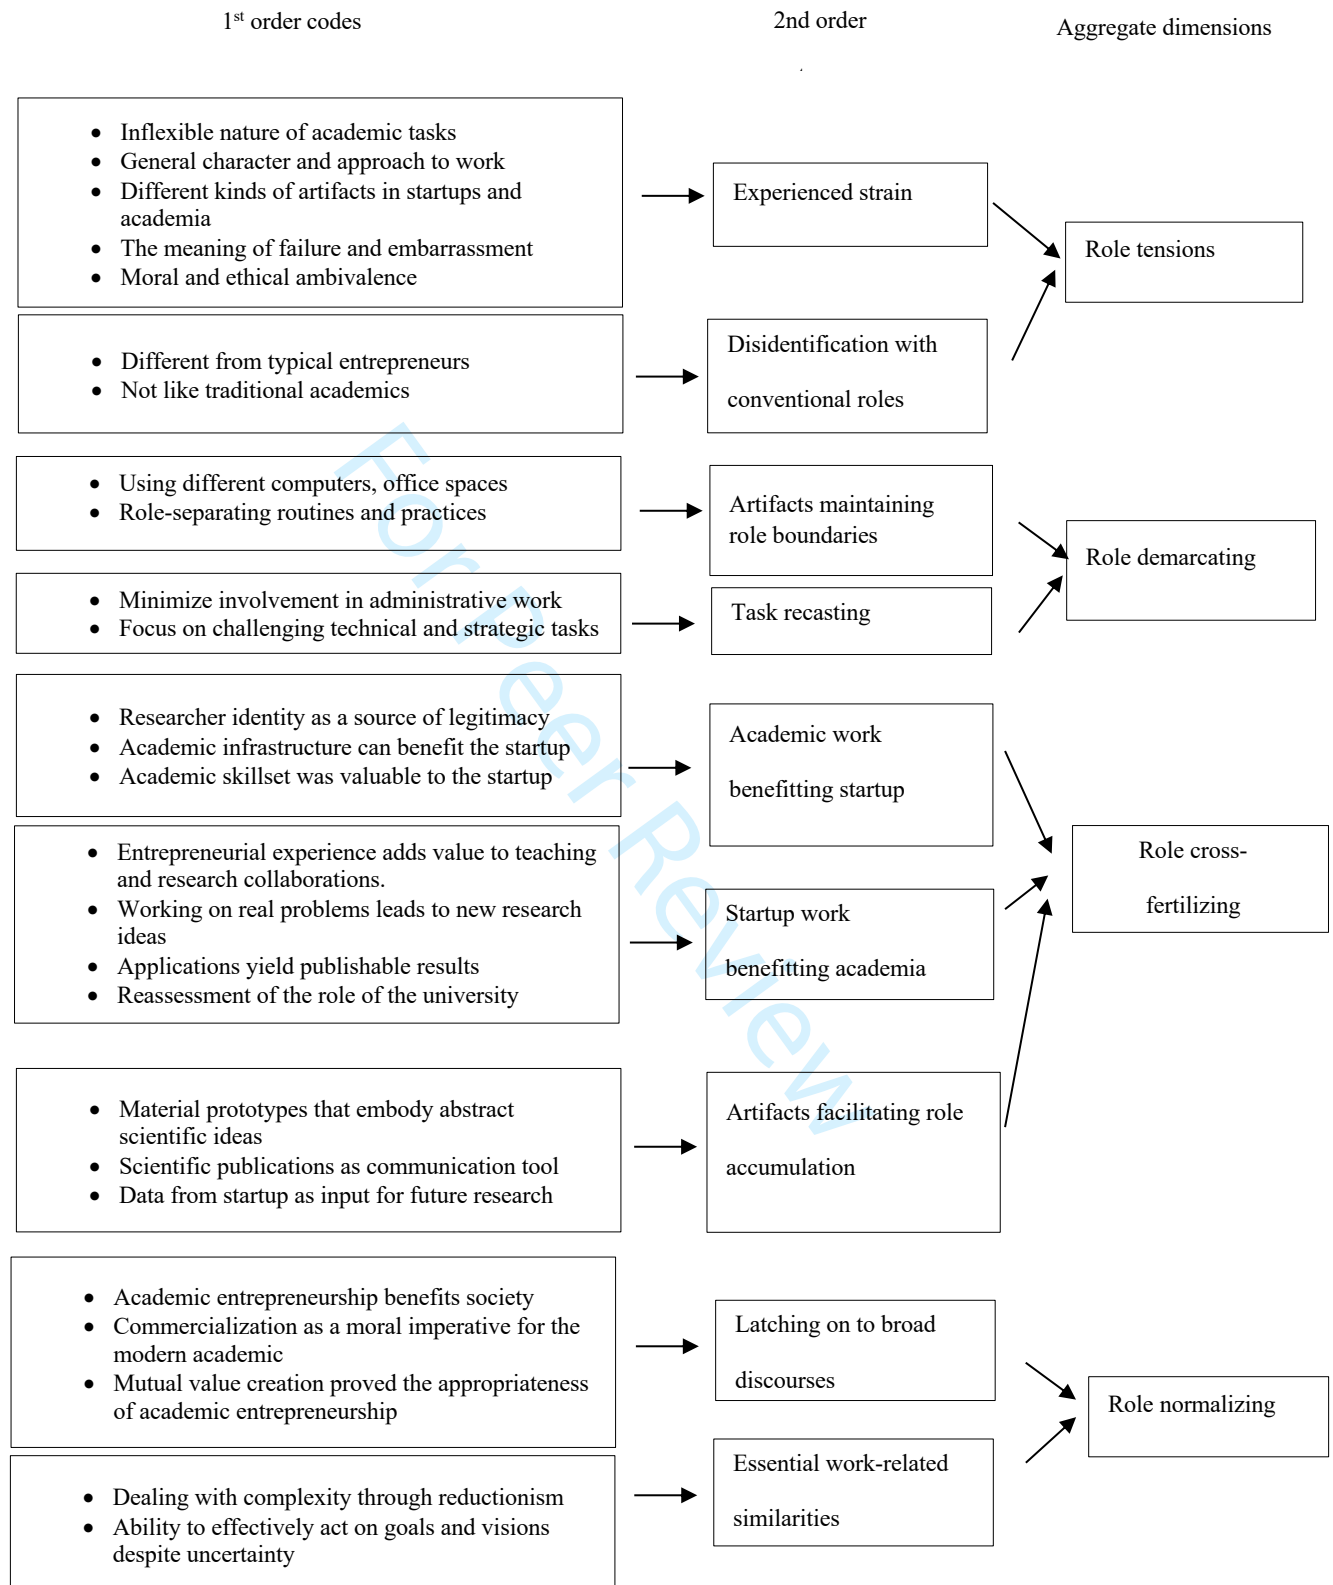 1st order codes
2nd order
Aggregate dimensions
• Inflexible nature of academic tasks
• General character and approach to work
• Different kinds of artifacts in startups and
academia
• The meaning of failure and embarrassment
• Moral and ethical ambivalence
Experienced strain
Role tensions
• Different from typical entrepreneurs
• Not like traditional academics
Disidentification with
conventional roles
• Using different computers, office spaces
• Role-separating routines and practices
Artifacts maintaining
role boundaries
Role demarcating
• Minimize involvement in administrative work
• Focus on challenging technical and strategic tasks
Task recasting
• Researcher identity as a source of legitimacy
• Academic infrastructure can benefit the startup
• Academic skillset was valuable to the startup
Academic work
benefitting startup
• Entrepreneurial experience adds value to teaching
and research collaborations.
• Working on real problems leads to new research
ideas
• Applications yield publishable results
• Reassessment of the role of the university
Startup work
benefitting academia
Role cross-
fertilizing
• Material prototypes that embody abstract
scientific ideas
• Scientific publications as communication tool
• Data from startup as input for future research
Artifacts facilitating role
accumulation
• Academic entrepreneurship benefits society
• Commercialization as a moral imperative for the
modern academic
• Mutual value creation proved the appropriateness
of academic entrepreneurship
Latching on to broad
discourses
Role normalizing
• Dealing with complexity through reductionism
• Ability to effectively act on goals and visions
despite uncertainty
Essential work-related
similarities
For Peer Review